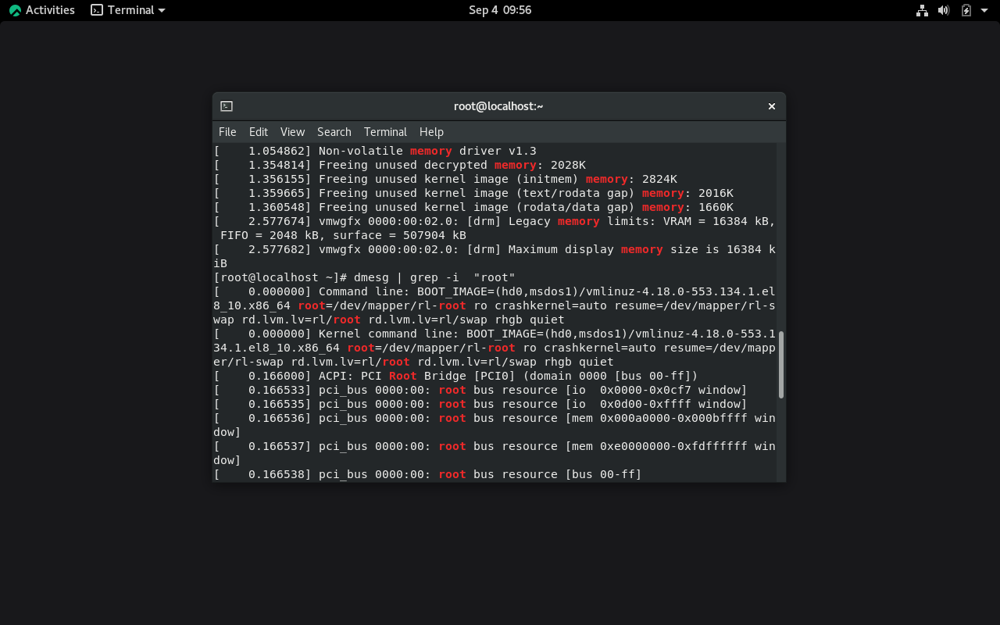 Activities Terminal Sep 4 09:56
root@localhost:~
File Edit View Search Terminal Help
[    1.054862] Non-volatile memory driver v1.3
[    1.354814] Freeing unused decrypted memory: 2028K
[    1.356155] Freeing unused kernel image (initmem) memory: 2824K
[    1.359665] Freeing unused kernel image (text/rodata gap) memory: 2016K
[    1.360548] Freeing unused kernel image (rodata/data gap) memory: 1660K
[    2.577674] vmwgfx 0000:00:02.0: [drm] Legacy memory limits: VRAM = 16384 kB,
 FIFO = 2048 kB, surface = 507904 kB
[    2.577682] vmwgfx 0000:00:02.0: [drm] Maximum display memory size is 16384 k
iB
[root@localhost ~]# dmesg | grep -i  "root"
[    0.000000] Command line: BOOT_IMAGE=(hd0,msdos1)/vmlinuz-4.18.0-553.134.1.el
8_10.x86_64 root=/dev/mapper/rl-root ro crashkernel=auto resume=/dev/mapper/rl-s
wap rd.lvm.lv=rl/root rd.lvm.lv=rl/swap rhgb quiet
[    0.000000] Kernel command line: BOOT_IMAGE=(hd0,msdos1)/vmlinuz-4.18.0-553.1
34.1.el8_10.x86_64 root=/dev/mapper/rl-root ro crashkernel=auto resume=/dev/mapp
er/rl-swap rd.lvm.lv=rl/root rd.lvm.lv=rl/swap rhgb quiet
[    0.166000] ACPI: PCI Root Bridge [PCI0] (domain 0000 [bus 00-ff])
[    0.166533] pci_bus 0000:00: root bus resource [io  0x0000-0x0cf7 window]
[    0.166535] pci_bus 0000:00: root bus resource [io  0x0d00-0xffff window]
[    0.166536] pci_bus 0000:00: root bus resource [mem 0x000a0000-0x000bffff win
dow]
[    0.166537] pci_bus 0000:00: root bus resource [mem 0xe0000000-0xfdffffff win
dow]
[    0.166538] pci_bus 0000:00: root bus resource [bus 00-ff]